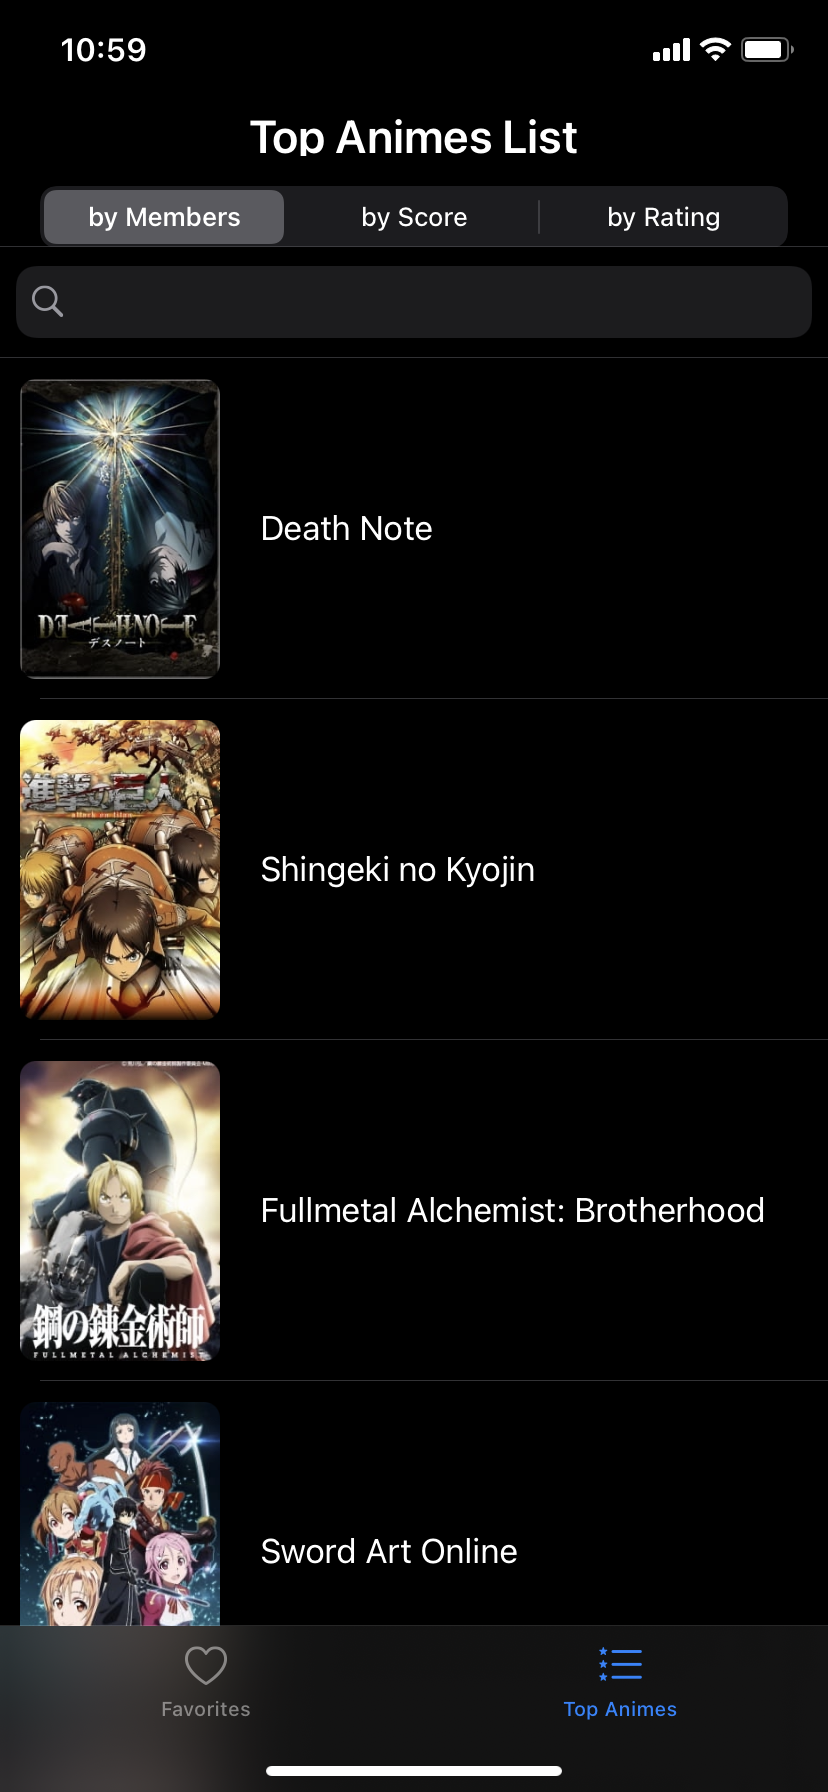 10:59
Top Animes List
by Members
by Score
by Rating
DEATHNOTE
デスノート
Death Note
進撃の巨人
attack on titan
Shingeki no Kyojin
鋼の錬金術師
FULLMETAL ALCHEMIST
Fullmetal Alchemist: Brotherhood
Sword Art Online
Favorites
Top Animes